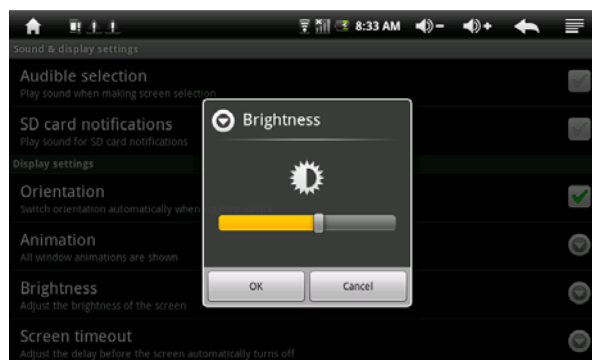 8:33 AM
Sound & display settings
Audible selection
Play sound when making screen selection
SD card notifications
Play sound for SD card notifications
Display settings
Orientation
Switch orientation automatically when
Animation
All window animations are shown
Brightness
Adjust the brightness of the screen
Screen timeout
Adjust the delay before the screen automatically turns off
Brightness
OK
Cancel